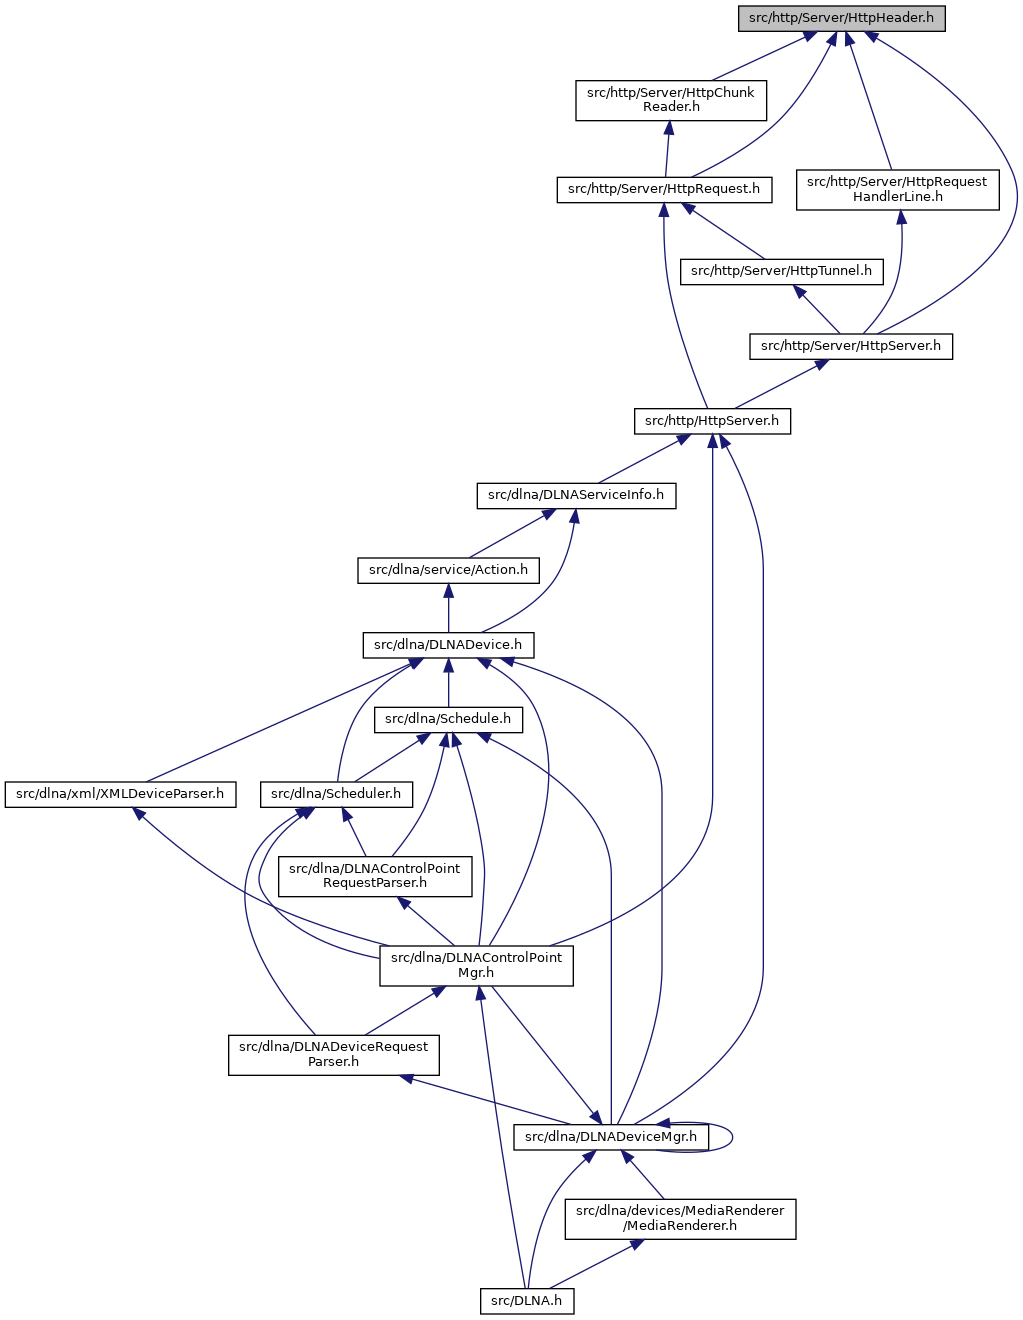 src/http/Server/HttpHeader.h
src/http/Server/HttpChunk
Reader.h
src/http/Server/HttpRequest.h
src/http/Server/HttpRequest
HandlerLine.h
src/http/Server/HttpTunnel.h
src/http/Server/HttpServer.h
src/http/HttpServer.h
src/dlna/DLNAServiceInfo.h
src/dlna/service/Action.h
src/dlna/DLNADevice.h
src/dlna/Schedule.h
src/dlna/xml/XMLDeviceParser.h
src/dlna/Scheduler.h
src/dlna/DLNAControlPoint
RequestParser.h
src/dlna/DLNAControlPoint
Mgr.h
src/dlna/DLNADeviceRequest
Parser.h
src/dlna/DLNADeviceMgr.h
src/dlna/devices/MediaRenderer
/MediaRenderer.h
src/DLNA.h